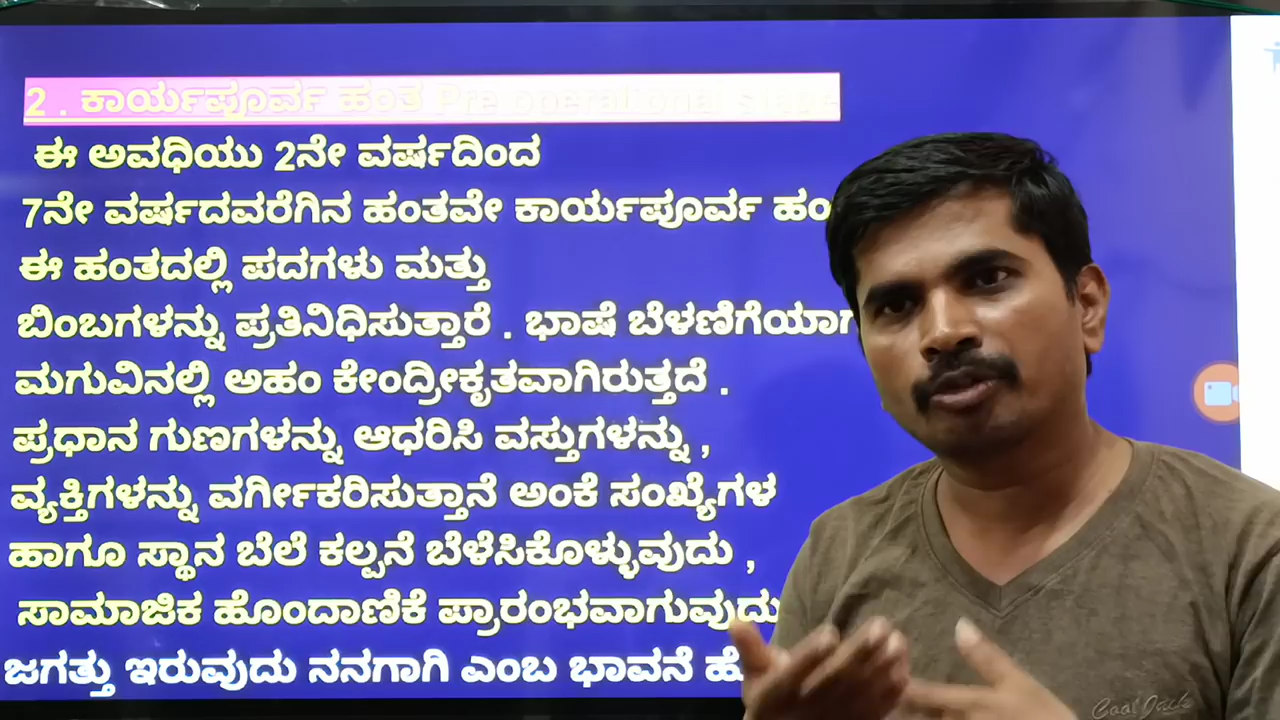 2 . ಕಾರ್ಯಪೂರ್ವ ಹಂತ Pre operational stage
ಈ ಅವಧಿಯು 2ನೇ ವರ್ಷದಿಂದ
7ನೇ ವರ್ಷದವರೆಗಿನ ಹಂತವೇ ಕಾರ್ಯಪೂರ್ವ
ಈ ಹಂತದಲ್ಲಿ ಪದಗಳು ಮತ್ತು
ಬಿಂಬಗಳನ್ನು ಪ್ರತಿನಿಧಿಸುತ್ತಾರೆ . ಭಾಷೆ
ಮಗುವಿನಲ್ಲಿ ಅಹಂ ಕೇಂದ್ರೀಕೃತವಾಗಿರುತ್ತದೆ .
ಪ್ರಧಾನ ಗುಣಗಳನ್ನು ಆಧರಿಸಿ ವಸ್ತುಗಳನ್ನು ,
ವ್ಯಕ್ತಿಗಳನ್ನು ವರ್ಗೀಕರಿಸುತ್ತಾನೆ ಅಂಕೆ ಸಂಖ್ಯೆಗಳ
ಹಾಗೂ ಸ್ಥಾನ ಬೆಲೆ ಕಲ್ಪನೆ ಬೆಳೆಸಿಕೊಳ್ಳುವುದು ,
ಸಾಮಾಜಿಕ ಹೊಂದಾಣಿಕೆ ಪ್ರಾರಂಭವಾಗುವುದು
ಜಗತ್ತು ಇರುವುದು ನನಗಾಗಿ ಎಂಬ ಭಾವನೆ
Cool Jack